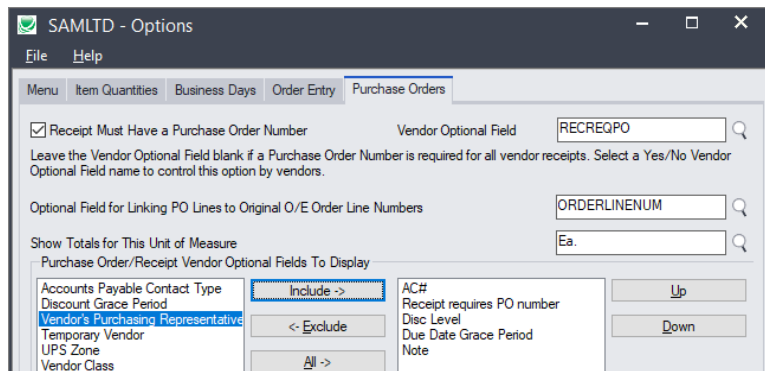 SAMLTD - Options
File Help
Menu Item Quantities Business Days Order Entry Purchase Orders
Receipt Must Have a Purchase Order Number Vendor Optional Field RECREQPO
Leave the Vendor Optional Field blank if a Purchase Order Number is required for all vendor receipts. Select a Yes/No Vendor
Optional Field name to control this option by vendors.
Optional Field for Linking PO Lines to Original O/E Order Line Numbers ORDERLINENUM
Show Totals for This Unit of Measure Ea.
Purchase Order/Receipt Vendor Optional Fields To Display
Accounts Payable Contact Type
Discount Grace Period
Vendor's Purchasing Representative
Temporary Vendor
UPS Zone
Vendor Class
Include ->
<- Exclude
All ->
AC#
Receipt requires PO number
Disc Level
Due Date Grace Period
Note
Up
Down